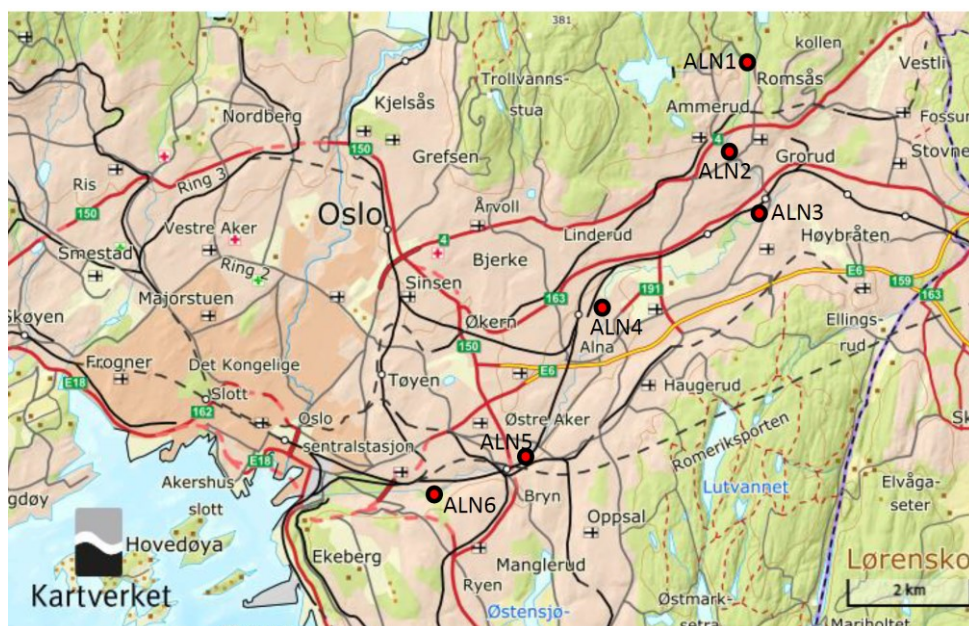 381
kollen
ALN1
Romsås
Vestli
Trollvanns-
stua
Kjelsås
Ammerud
Nordberg
4
Fossum
150
Grefsen
ALN2
Grorud
Stovne
Ris
Ring 3
150
Årvoll
ALN3
Oslo
Vestre Aker
4
Linderud
Høybråten
Smestad
Ring 2
Bjerke
E6
159
Sinsen
191
163
163
Majorstuen
Økern
ALN4
Ellings-
rud
Skøyen
150
Alna
Frogner
Det Kongelige
Slott
E6
E18
Tøyen
Haugerud
162
Oslo
sentralstasjon
Østre Aker
ALN5
Romeriksporten
E18
Akershus
slott
Bryn
Lutvannet
Elvåga-
seter
gdøy
ALN6
Oppsal
Hovedøya
Ekeberg
Manglerud
Kartverket
Ryen
Østensjø-
Østmark-
setra
Lørensko
2 km
Mariholtet